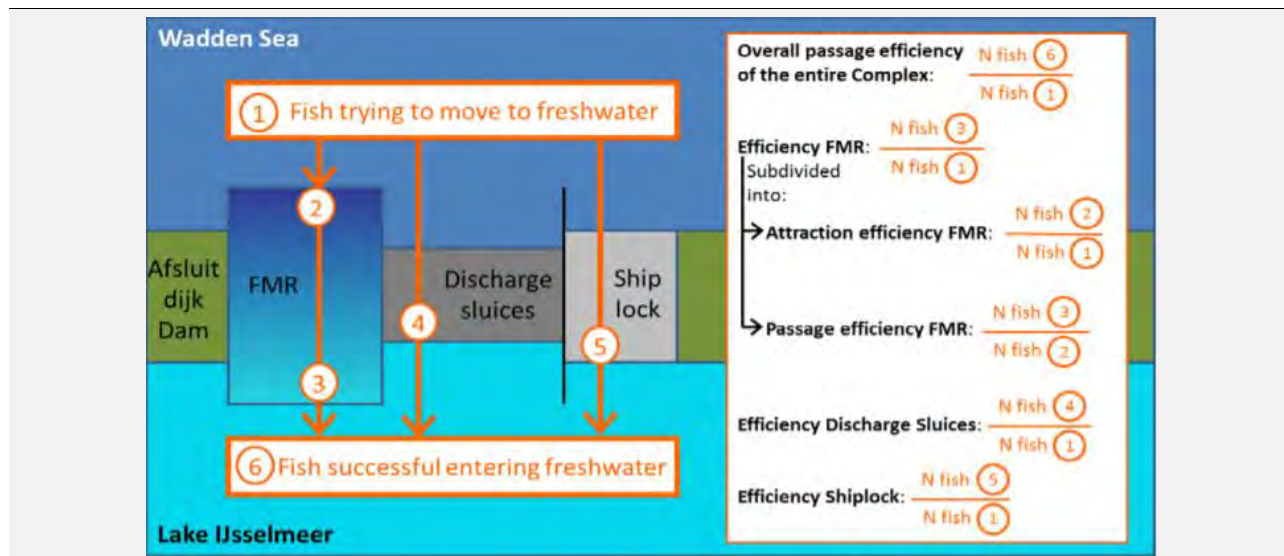 Wadden Sea
1 Fish trying to move to freshwater
2
Afsluit
dijk
Dam
FMR
Discharge
sluices
Ship
lock
4
5
3
6 Fish successful entering freshwater
Lake IJsselmeer
Overall passage efficiency
of the entire Complex:
N fish 6
N fish 1
Efficiency FMR:
N fish 3
N fish 1
Subdivided
into:
Attraction efficiency FMR:
N fish 2
N fish 1
Passage efficiency FMR:
N fish 3
N fish 2
Efficiency Discharge Sluices:
N fish 4
N fish 1
Efficiency Shiplock:
N fish 5
N fish 1